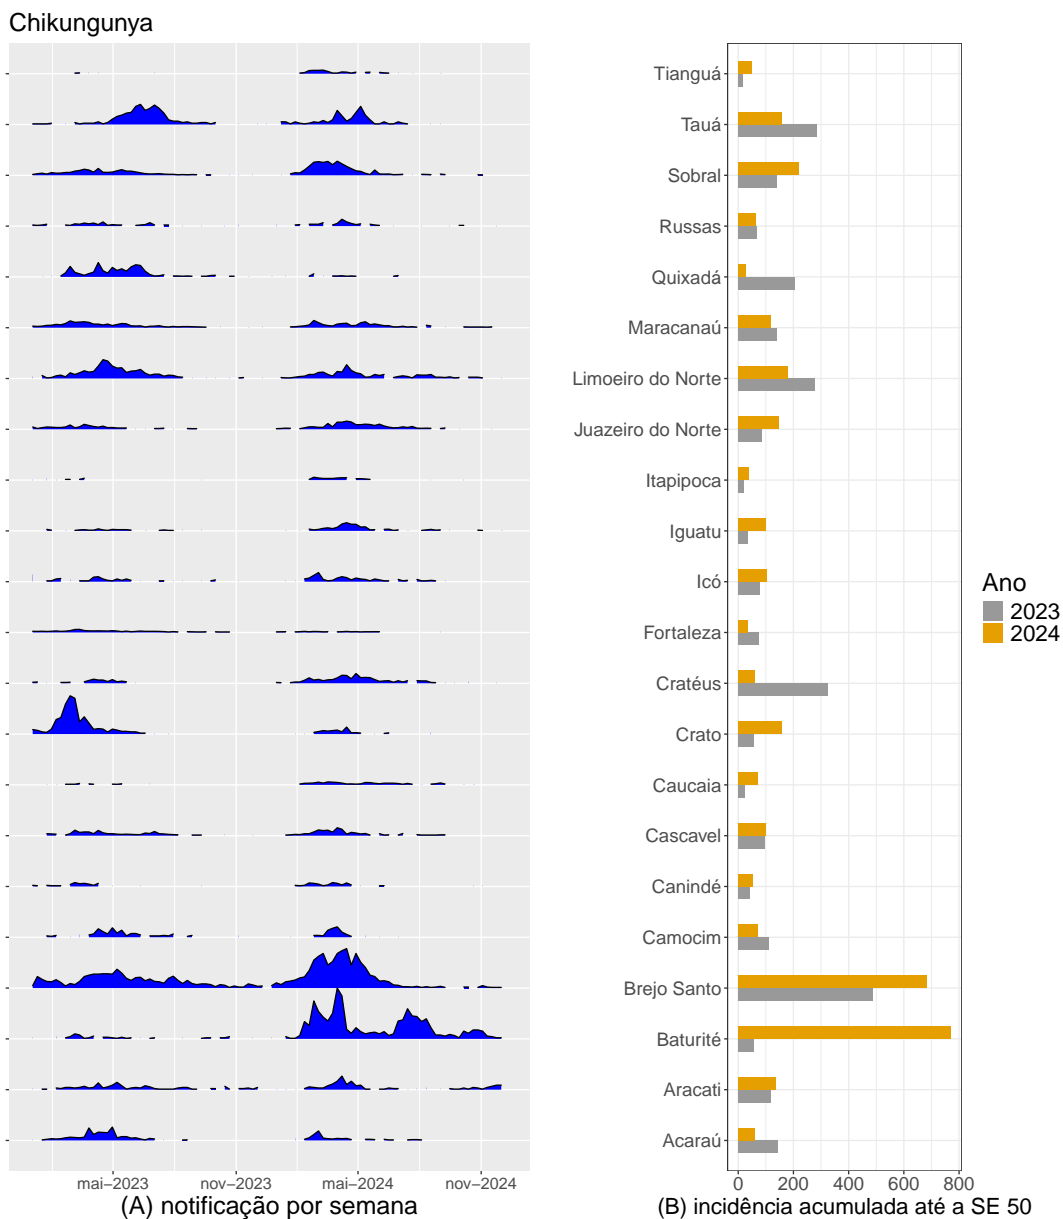 Chikungunya
Tianguá
Tauá
Sobral
Russas
Quixadá
Maracanaú
Limoeiro do Norte
Juazeiro do Norte
Itapipoca
Iguatu
Icó
Fortaleza
Cratéus
Crato
Caucaia
Cascavel
Canindé
Camocim
Brejo Santo
Baturité
Aracati
Acaraú
Ano
2023
2024
mai–2023 nov–2023 mai–2024 nov–2024
0 200 400 600 800
(A) notificação por semana
(B) incidência acumulada até a SE 50